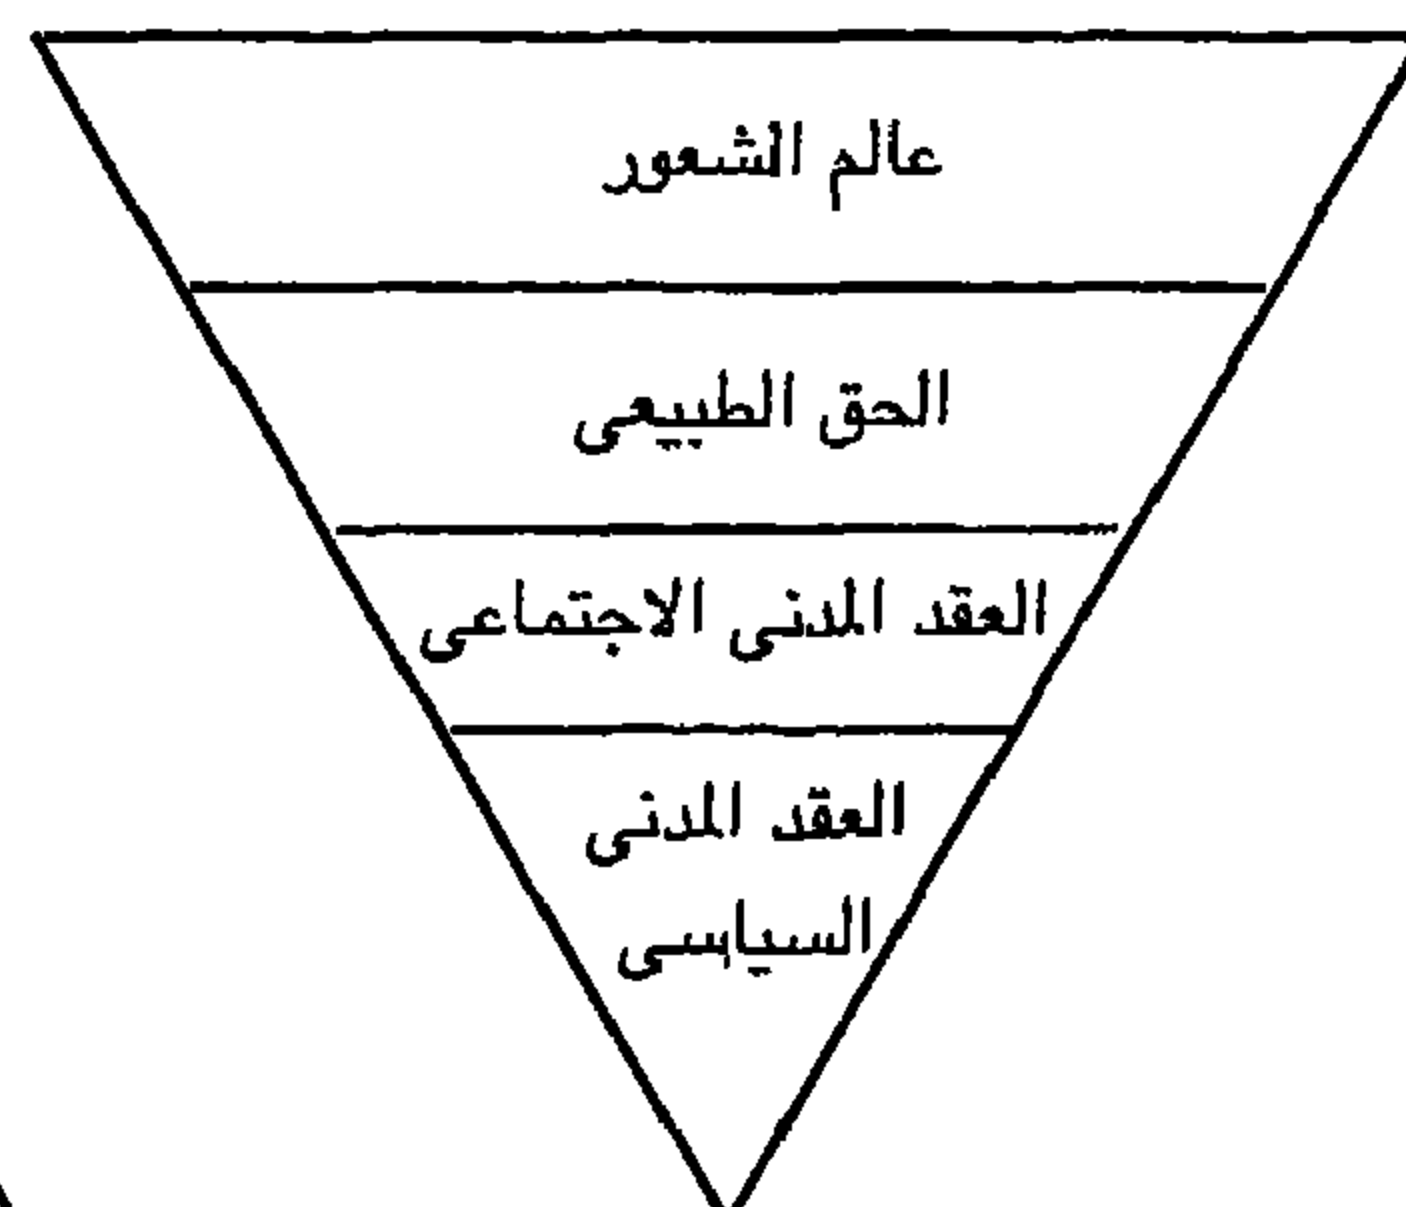 عالم الشعور
الحق الطبيعى
العقد المدنى الاجتماعى
العقد المدنى
السياسى